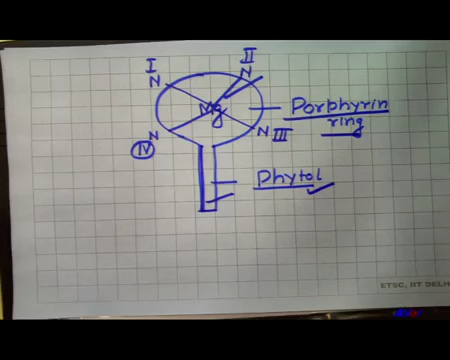 I
II
N
N
Mg
Porphyrin
ring
N
N
III
IV
Phytol
ETSC, IIT DELHI